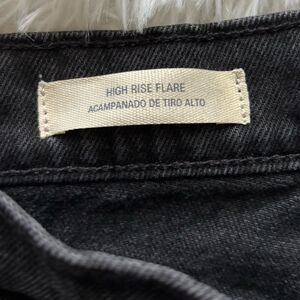 HIGH RISE FLARE
ACAMPANADO DE TIRO ALTO